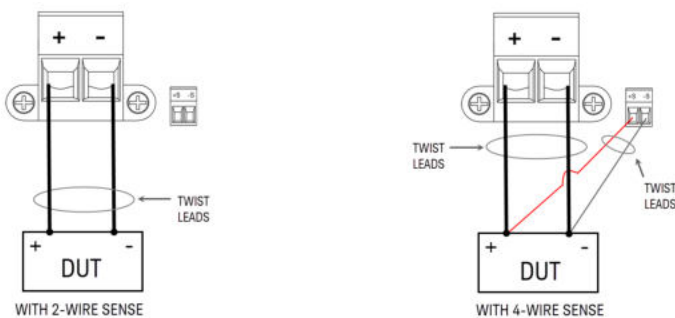 + -
+S -S
TWIST
LEADS
+ -
DUT
WITH 2-WIRE SENSE
+ -
+S -S
TWIST
LEADS
TWIST
LEADS
+ -
DUT
WITH 4-WIRE SENSE